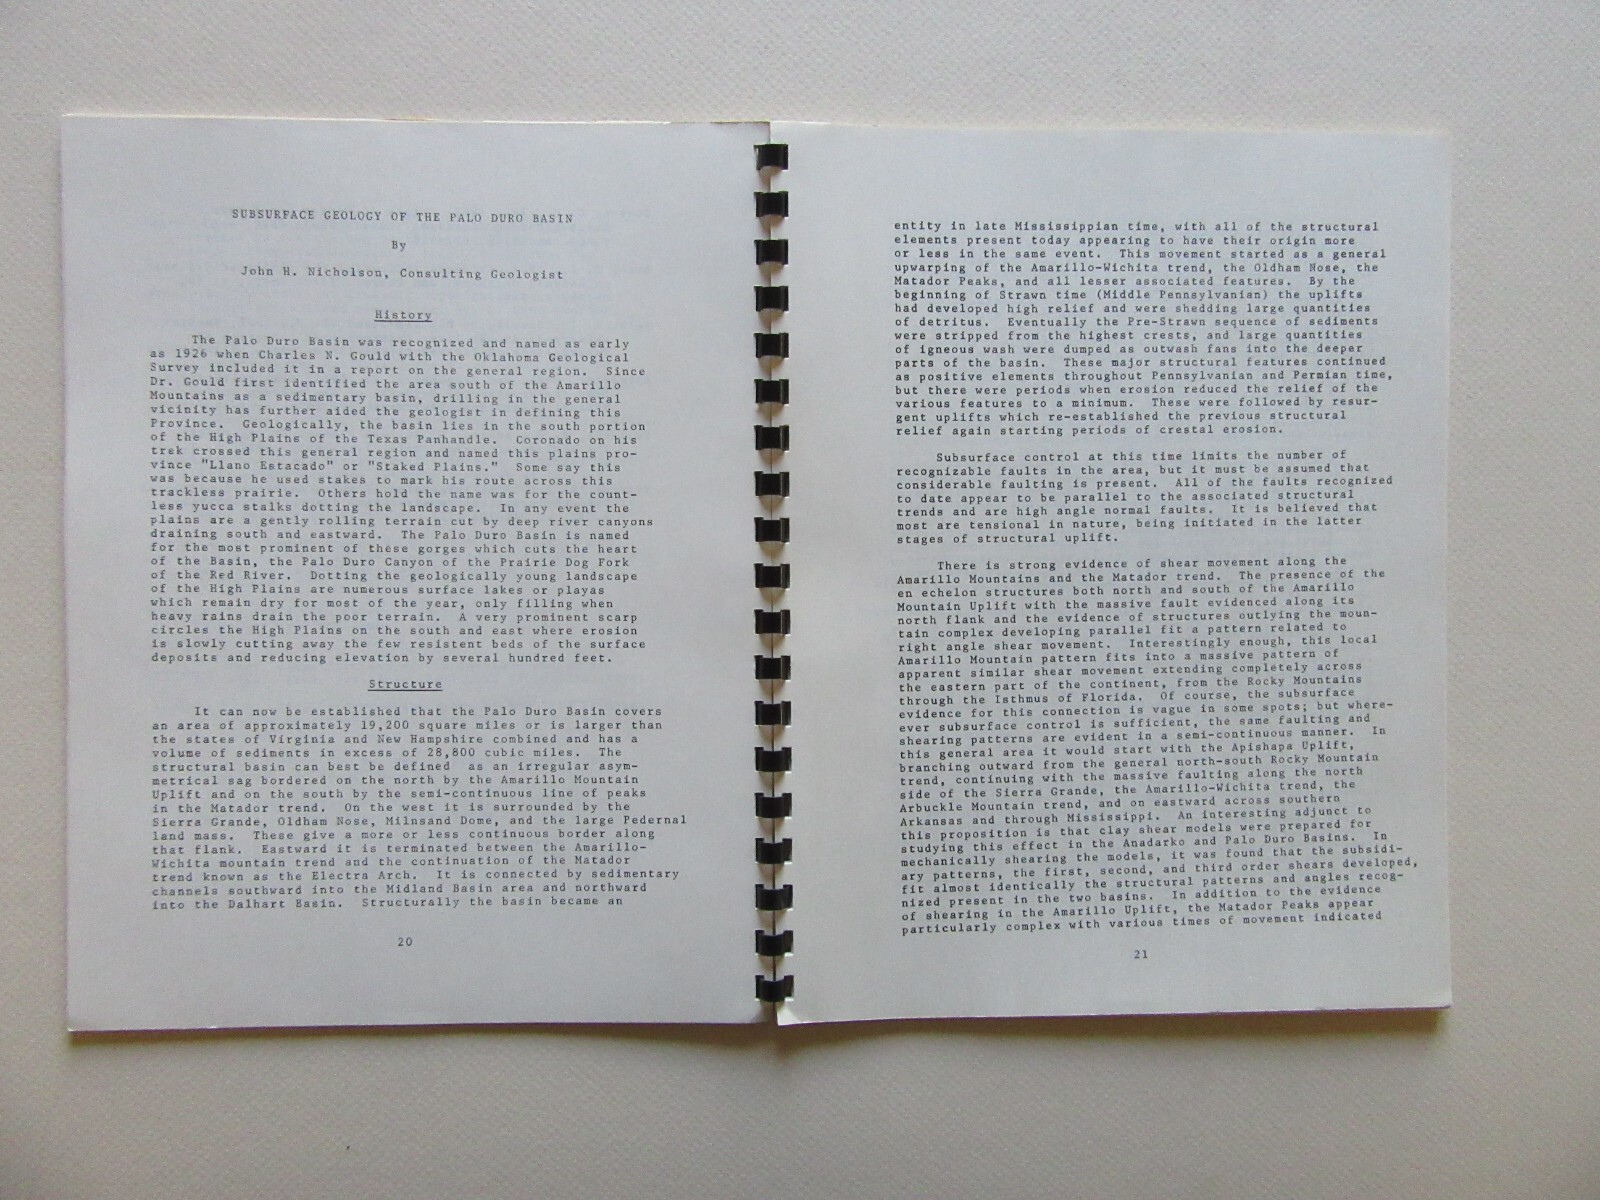 SUBSURFACE GEOLOGY OF THE PALO DURO BASIN
By
John H. Nicholson, Consulting Geologist
History
The Palo Duro Basin was recognized and named as early
as 1926 when Charles N. Gould with the Oklahoma Geological
Survey included it in a report on the general region. Since
Dr. Gould first identified the area south of the Amarillo
Mountains as a sedimentary basin, drilling in the general
vicinity has further aided the geologist in defining this
Province. Geologically, the basin lies in the south portion
of the High Plains of the Texas Panhandle. Coronado on his
trek crossed this general region and named this plains pro-
vince "Llano Estacado" or "Staked Plains." Some say this
was because he used stakes to mark his route across this
trackless prairie. Others hold the name was for the count-
less yucca stalks dotting the landscape. In any event the
plains are a gently rolling terrain cut by deep river canyons
draining south and eastward. The Palo Duro Basin is named
for the most prominent of these gorges which cuts the heart
of the Basin, the Palo Duro Canyon of the Prairie Dog Fork
of the Red River. Dotting the geologically young landscape
of the High Plains are numerous surface lakes or playas
which remain dry for most of the year, only filling when
heavy rains drain the poor terrain. A very prominent scarp
circles the High Plains on the south and east where erosion
is slowly cutting away the few resistent beds of the surface
deposits and reducing elevation by several hundred feet.
Structure
It can now be established that the Palo Duro Basin covers
an area of approximately 19,200 square miles or is larger than
the states of Virginia and New Hampshire combined and has a
volume of sediments in excess of 28,800 cubic miles. The
structural basin can best be defined as an irregular asym-
metrical sag bordered on the north by the Amarillo Mountain
Uplift and on the south by the semi-continuous line of peaks
in the Matador trend. On the west it is surrounded by the
Sierra Grande, Oldham Nose, Milnsand Dome, and the large Pedernal
land mass. These give a more or less continuous border along
that flank. Eastward it is terminated between the Amarillo-
Wichita mountain trend and the continuation of the Matador
trend known as the Electra Arch. It is connected by sedimentary
channels southward into the Midland Basin area and northward
into the Dalhart Basin. Structurally the basin became an
20
entity in late Mississippian time, with all of the structural
elements present today appearing to have their origin more
or less in the same event. This movement started as a general
upwarping of the Amarillo-Wichita trend, the Oldham Nose, the
Matador Peaks, and all lesser associated features. By the
beginning of Strawn time (Middle Pennsylvanian) the uplifts
had developed high relief and were shedding large quantities
of detritus. Eventually the Pre-Strawn sequence of sediments
were stripped from the highest crests, and large quantities
of igneous wash were dumped as outwash fans into the deeper
parts of the basin. These major structural features continued
as positive elements throughout Pennsylvanian and Permian time,
but there were periods when erosion reduced the relief of the
various features to a minimum. These were followed by resur-
gent uplifts which re-established the previous structural
relief again starting periods of crestal erosion.
Subsurface control at this time limits the number of
recognizable faults in the area, but it must be assumed that
considerable faulting is present. All of the faults recognized
to date appear to be parallel to the associated structural
trends and are high angle normal faults. It is believed that
most are tensional in nature, being initiated in the latter
stages of structural uplift.
There is strong evidence of shear movement along the
Amarillo Mountains and the Matador trend. The presence of the
en echelon structures both north and south of the Amarillo
Mountain Uplift with the massive fault evidenced along its
north flank and the evidence of structures outlying the moun-
tain complex developing parallel fit a pattern related to
right angle shear movement. Interestingly enough, this local
Amarillo Mountain pattern fits into a massive pattern of
apparent similar shear movement extending completely across
the eastern part of the continent, from the Rocky Mountains
through the Isthmus of Florida. Of course, the subsurface
evidence for this connection is vague in some spots; but where-
ever subsurface control is sufficient, the same faulting and
shearing patterns are evident in a semi-continuous manner. In
this general area it would start with the Apishapa Uplift,
branching outward from the general north-south Rocky Mountain
trend, continuing with the massive faulting along the north
side of the Sierra Grande, the Amarillo-Wichita trend, the
Arbuckle Mountain trend, and on eastward across southern
Arkansas and through Mississippi. An interesting adjunct to
this proposition is that clay shear models were prepared for
studying this effect in the Anadarko and Palo Duro Basins. In
mechanically shearing the models, it was found that the subsidi-
ary patterns, the first, second, and third order shears developed,
fit almost identically the structural patterns and angles recog-
nized present in the two basins. In addition to the evidence
of shearing in the Amarillo Uplift, the Matador Peaks appear
particularly complex with various times of movement indicated
21